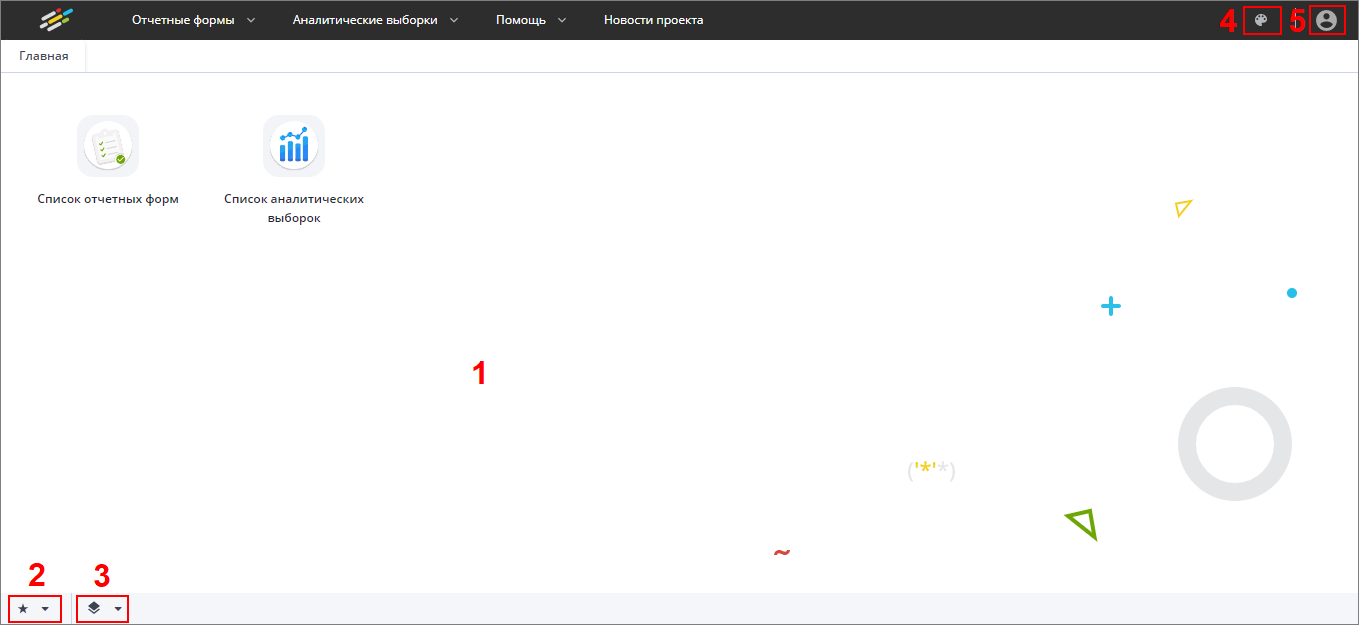 Отчетные формы Аналитические выборки Помощь Новости проекта 4 5
Главная
Список отчетных форм Список аналитических
выборок
1
('*'*)
~
2 3